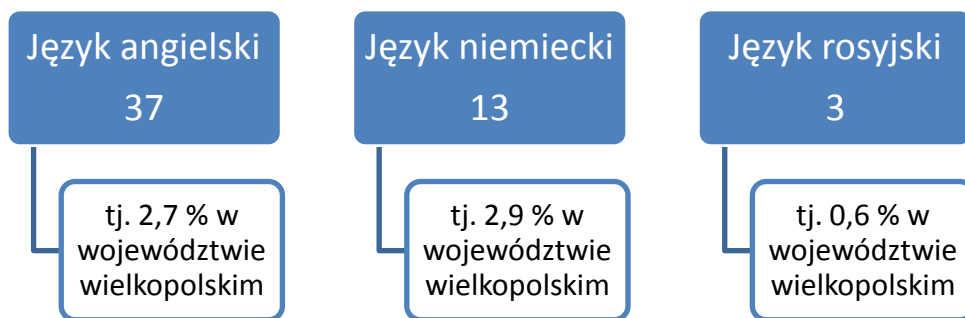 Język angielski
37
tj. 2,7 % w
województwie
wielkopolskim
Język niemiecki
13
tj. 2,9 % w
województwie
wielkopolskim
Język rosyjski
3
tj. 0,6 % w
województwie
wielkopolskim